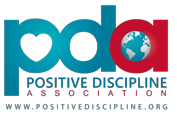 pda
POSITIVE DISCIPLINE
ASSOCIATION
WWW.POSITIVEDISCIPLINE.ORG